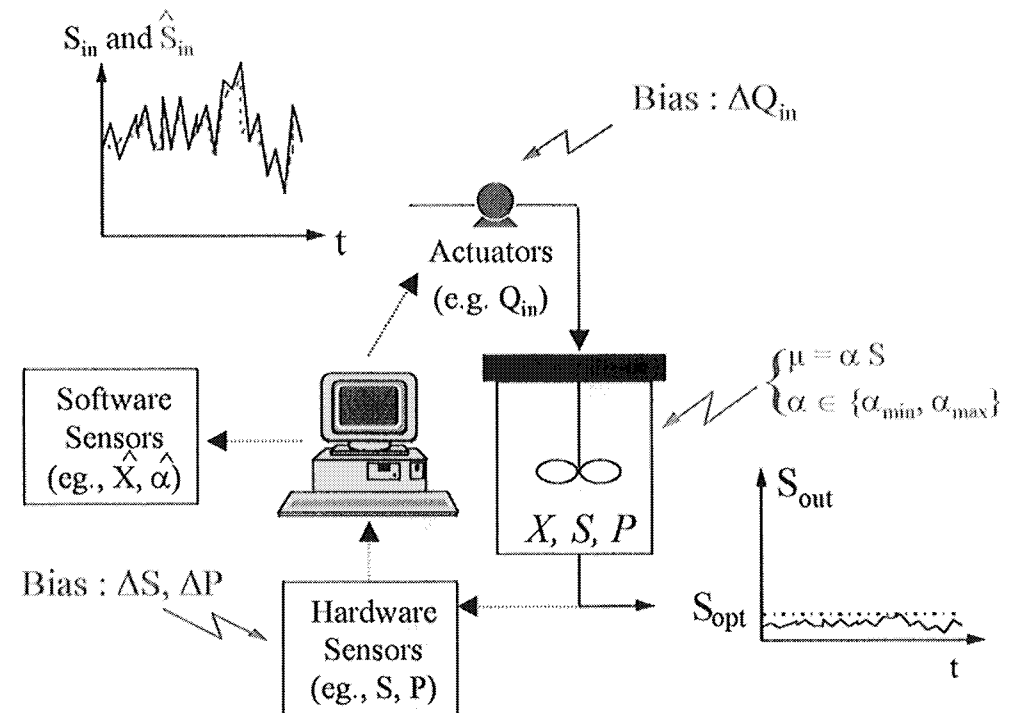 S_in and Ŝ_in
t
Bias : ΔQ_in
Actuators
(e.g. Q_in)
μ = α S
α ∈ {α_min, α_max}
Software
Sensors
(eg., X̂, α̂)
X, S, P
S_out
S_opt
t
Bias : ΔS, ΔP
Hardware
Sensors
(eg., S, P)